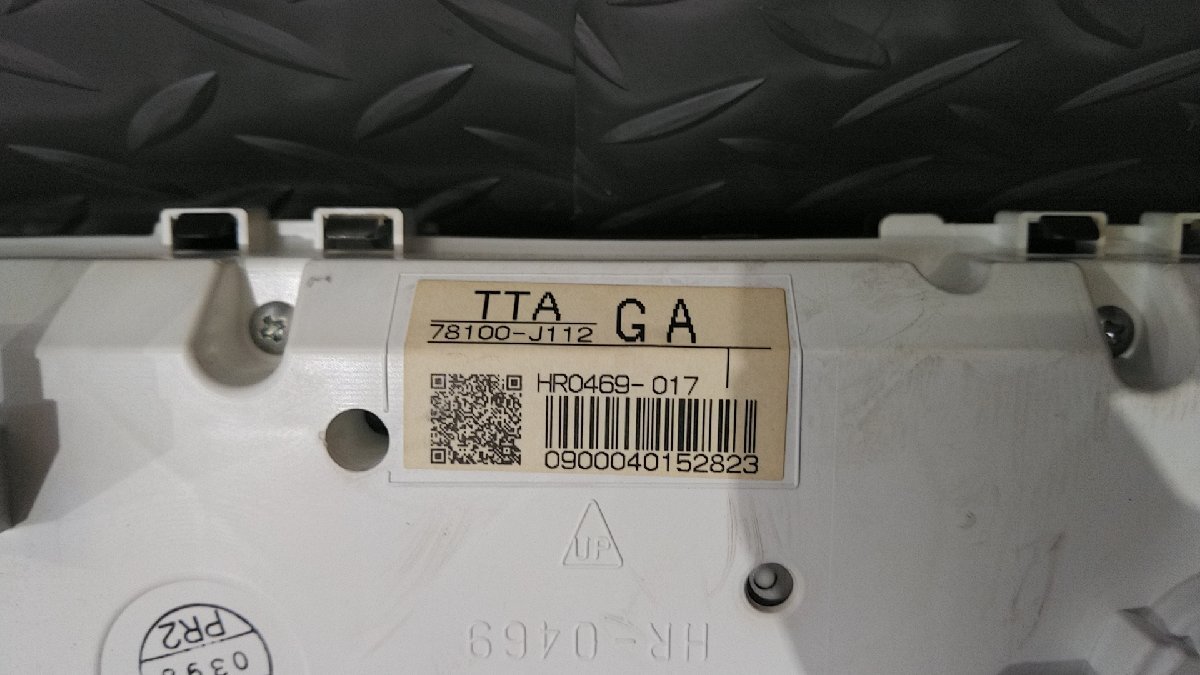 TTA
78100-J112
GA
HR0469-017
0900040152823
UP
HR-0469
PR2